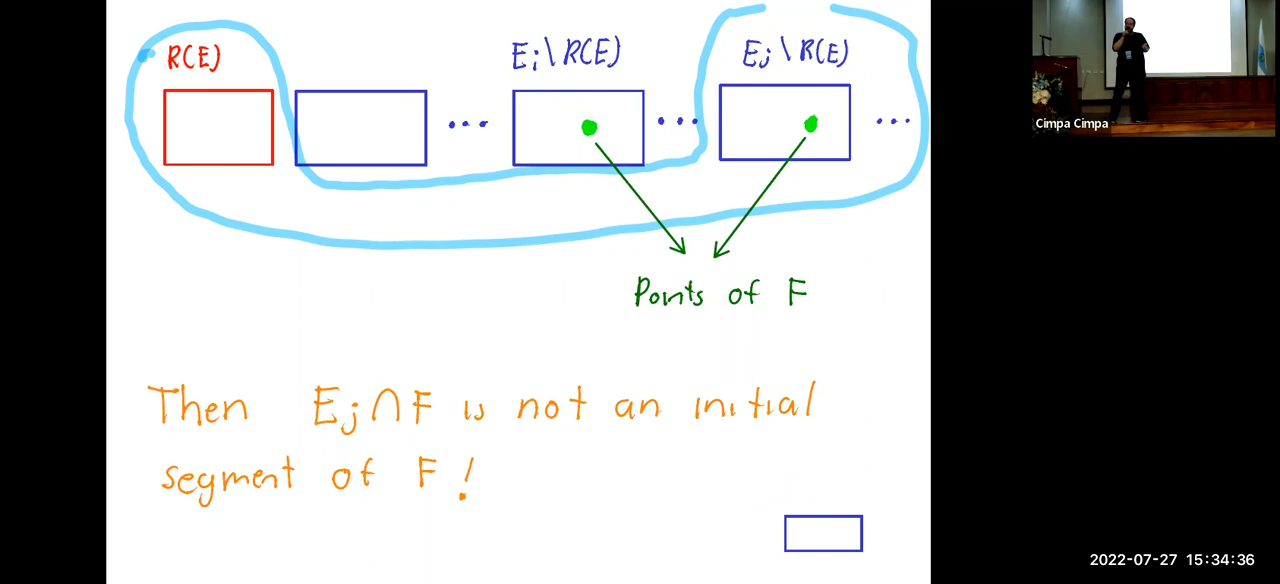 R(E)
E; \ R(E)
Ej \ R(E)
Cimpa Cimpa
Points of F
Then Ej ∩ F is not an initial
segment of F !
2022-07-27 15:34:36